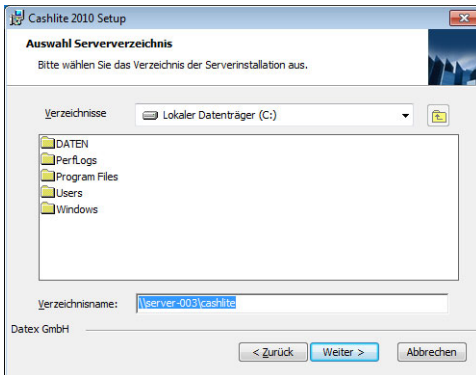 Cashlite 2010 Setup
Auswahl Serververzeichnis
Bitte wählen Sie das Verzeichnis der Serverinstallation aus.
Verzeichnisse
Lokaler Datenträger (C:)
DATEN
PerfLogs
Program Files
Users
Windows
Verzeichnisname:
\\server-003\cashlite
Datex GmbH
< Zurück
Weiter >
Abbrechen